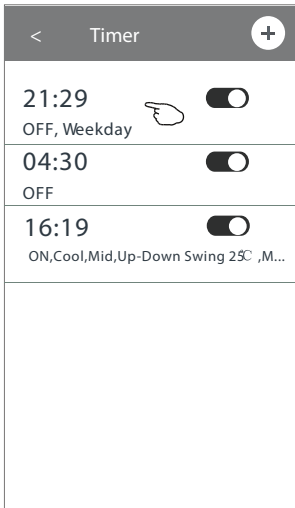 < Timer +
21:29
OFF, Weekday
04:30
OFF
16:19
ON,Cool,Mid,Up-Down Swing 25℃ ,M...